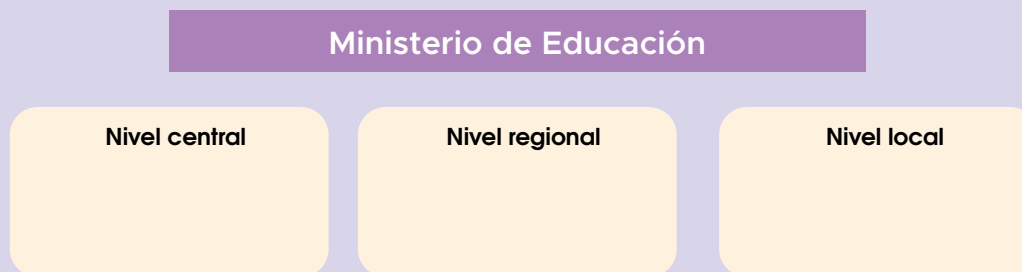 Ministerio de Educación
Nivel central
Nivel regional
Nivel local